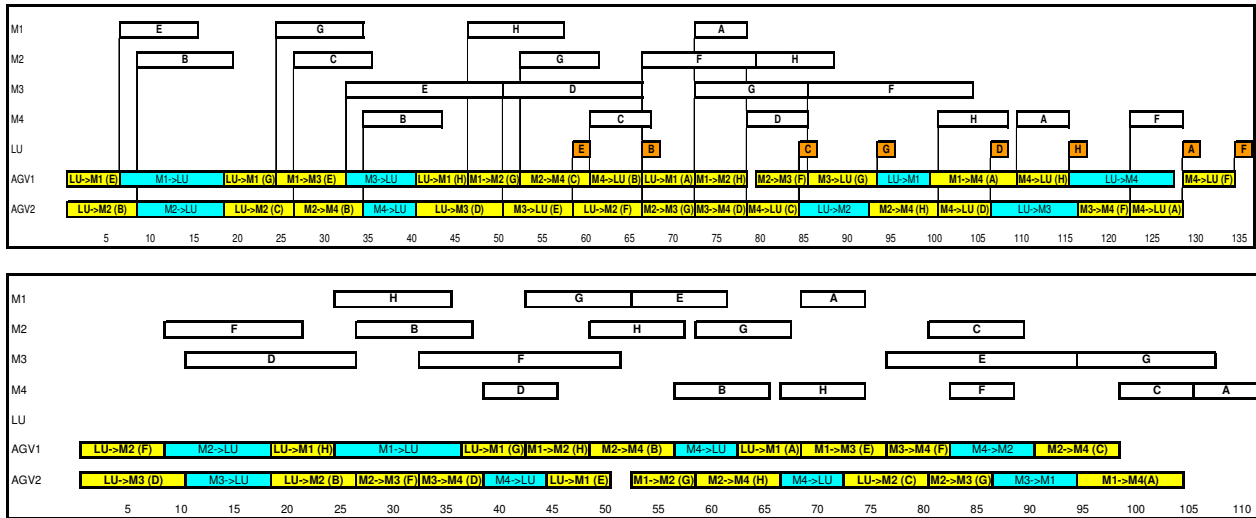 M1 E G H A
M2 B C G F H
M3 E D G F
M4 B C D H A F
LU E B C G D H A F
AGV1 LU->M1 (E) M1->LU LU->M1 (G) M1->M3 (E) M3->LU LU->M1 (H) M1->M2 (G) M2->M4 (C) M4->LU (B) LU->M1 (A) M1->M2 (H) M2->M3 (F) M3->LU (G) LU->M1 M1->M4 (A) M4->LU (H) LU->M4 M4->LU (F)
AGV2 LU->M2 (B) M2->LU LU->M2 (C) M2->M4 (B) M4->LU LU->M3 (D) M3->LU (E) LU->M2 (F) M2->M3 (G) M3->M4 (D) M4->LU (C) LU->M2 M2->M4 (H) M4->LU (D) LU->M3 M3->M4 (F) M4->LU (A)
5 10 15 20 25 30 35 40 45 50 55 60 65 70 75 80 85 90 95 100 105 110 115 120 125 130 135
M1 H G E A
M2 F B H G C
M3 D F E G
M4 D B H F C A
LU
AGV1 LU->M2 (F) M2->LU LU->M1 (H) M1->LU LU->M1 (G) M1->M2 (H) M2->M4 (B) M4->LU LU->M1 (A) M1->M3 (E) M3->M4 (F) M4->M2 M2->M4 (C)
AGV2 LU->M3 (D) M3->LU LU->M2 (B) M2->M3 (F) M3->M4 (D) M4->LU LU->M1 (E) M1->M2 (G) M2->M4 (H) M4->LU LU->M2 (C) M2->M3 (G) M3->M1 M1->M4(A)
5 10 15 20 25 30 35 40 45 50 55 60 65 70 75 80 85 90 95 100 105 110